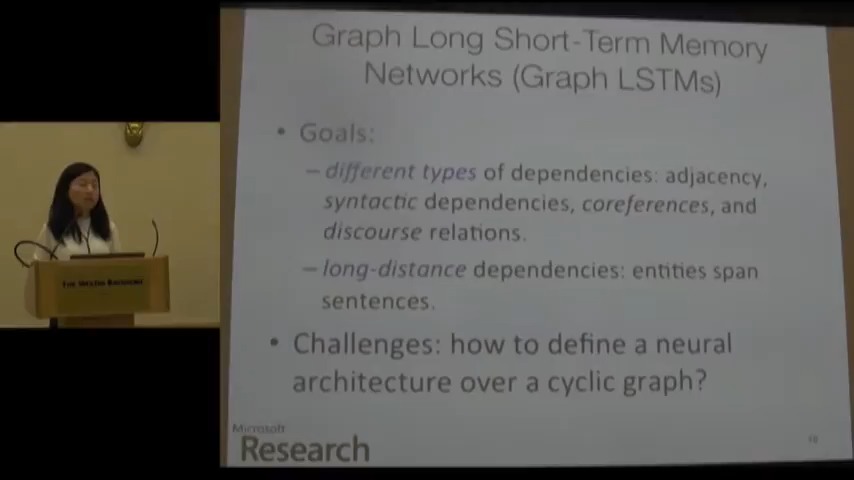 Graph Long Short-Term Memory
Networks (Graph LSTMs)
• Goals:
– different types of dependencies: adjacency,
syntactic dependencies, coreferences, and
discourse relations.
– long-distance dependencies: entities span
sentences.
• Challenges: how to define a neural
architecture over a cyclic graph?
Microsoft
Research